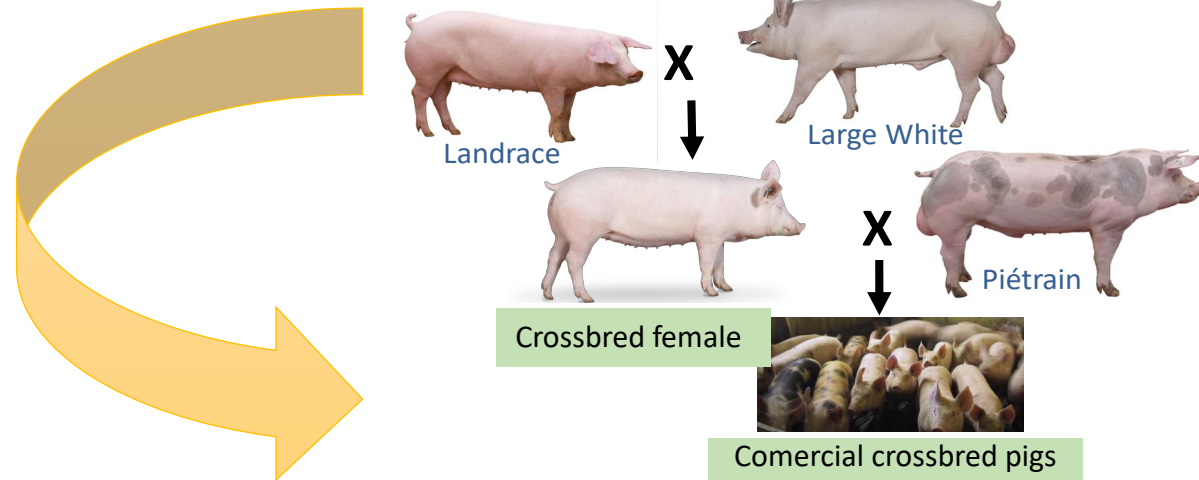 X
Landrace
Large White
X
Piétrain
Crossbred female
Comercial crossbred pigs